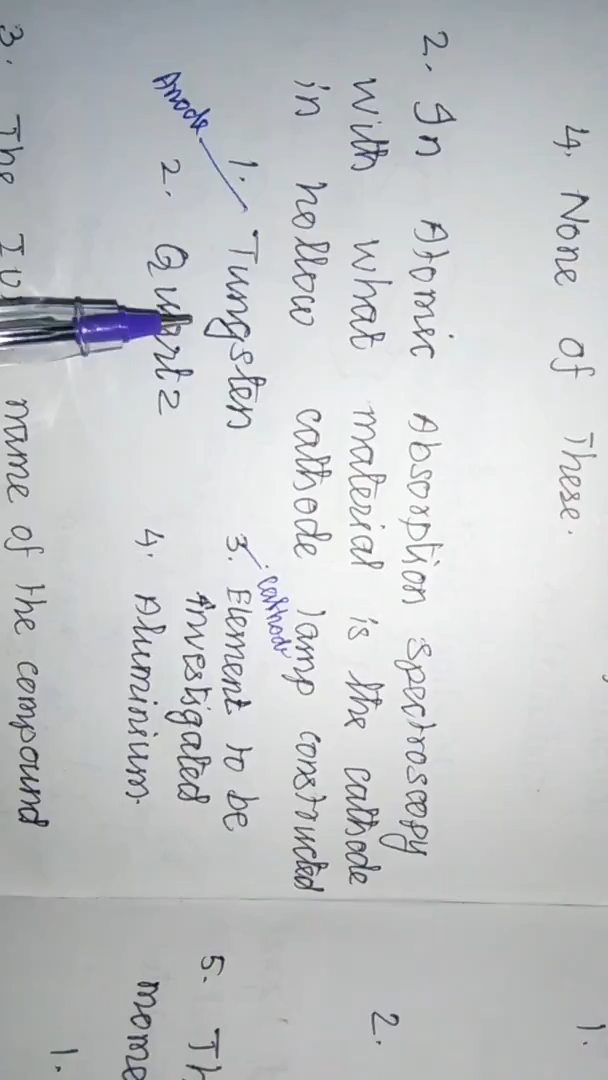 4. None of These.
2. In Atomic Absorption spectroscopy
with what material is the cathode
in hollow cathode lamp constructed
Anode
1. Tungsten
cathode
3. Element to be
Investigated
2. Quartz
4. Aluminium.
3. The name of the compound
1.
2.
5.
1.